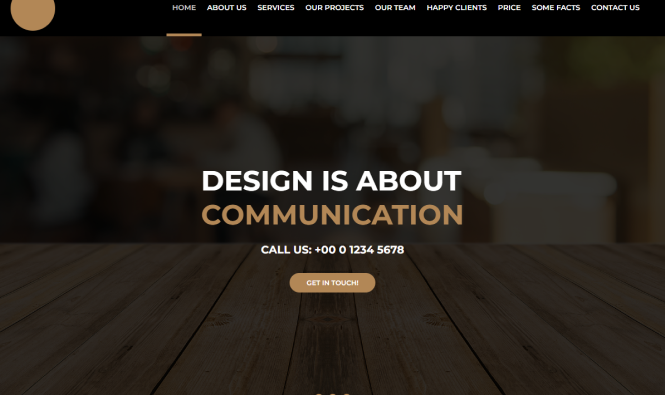 HOME ABOUT US SERVICES OUR PROJECTS OUR TEAM HAPPY CLIENTS PRICE SOME FACTS CONTACT US
DESIGN IS ABOUT
COMMUNICATION
CALL US: +00 0 1234 5678
GET IN TOUCH!